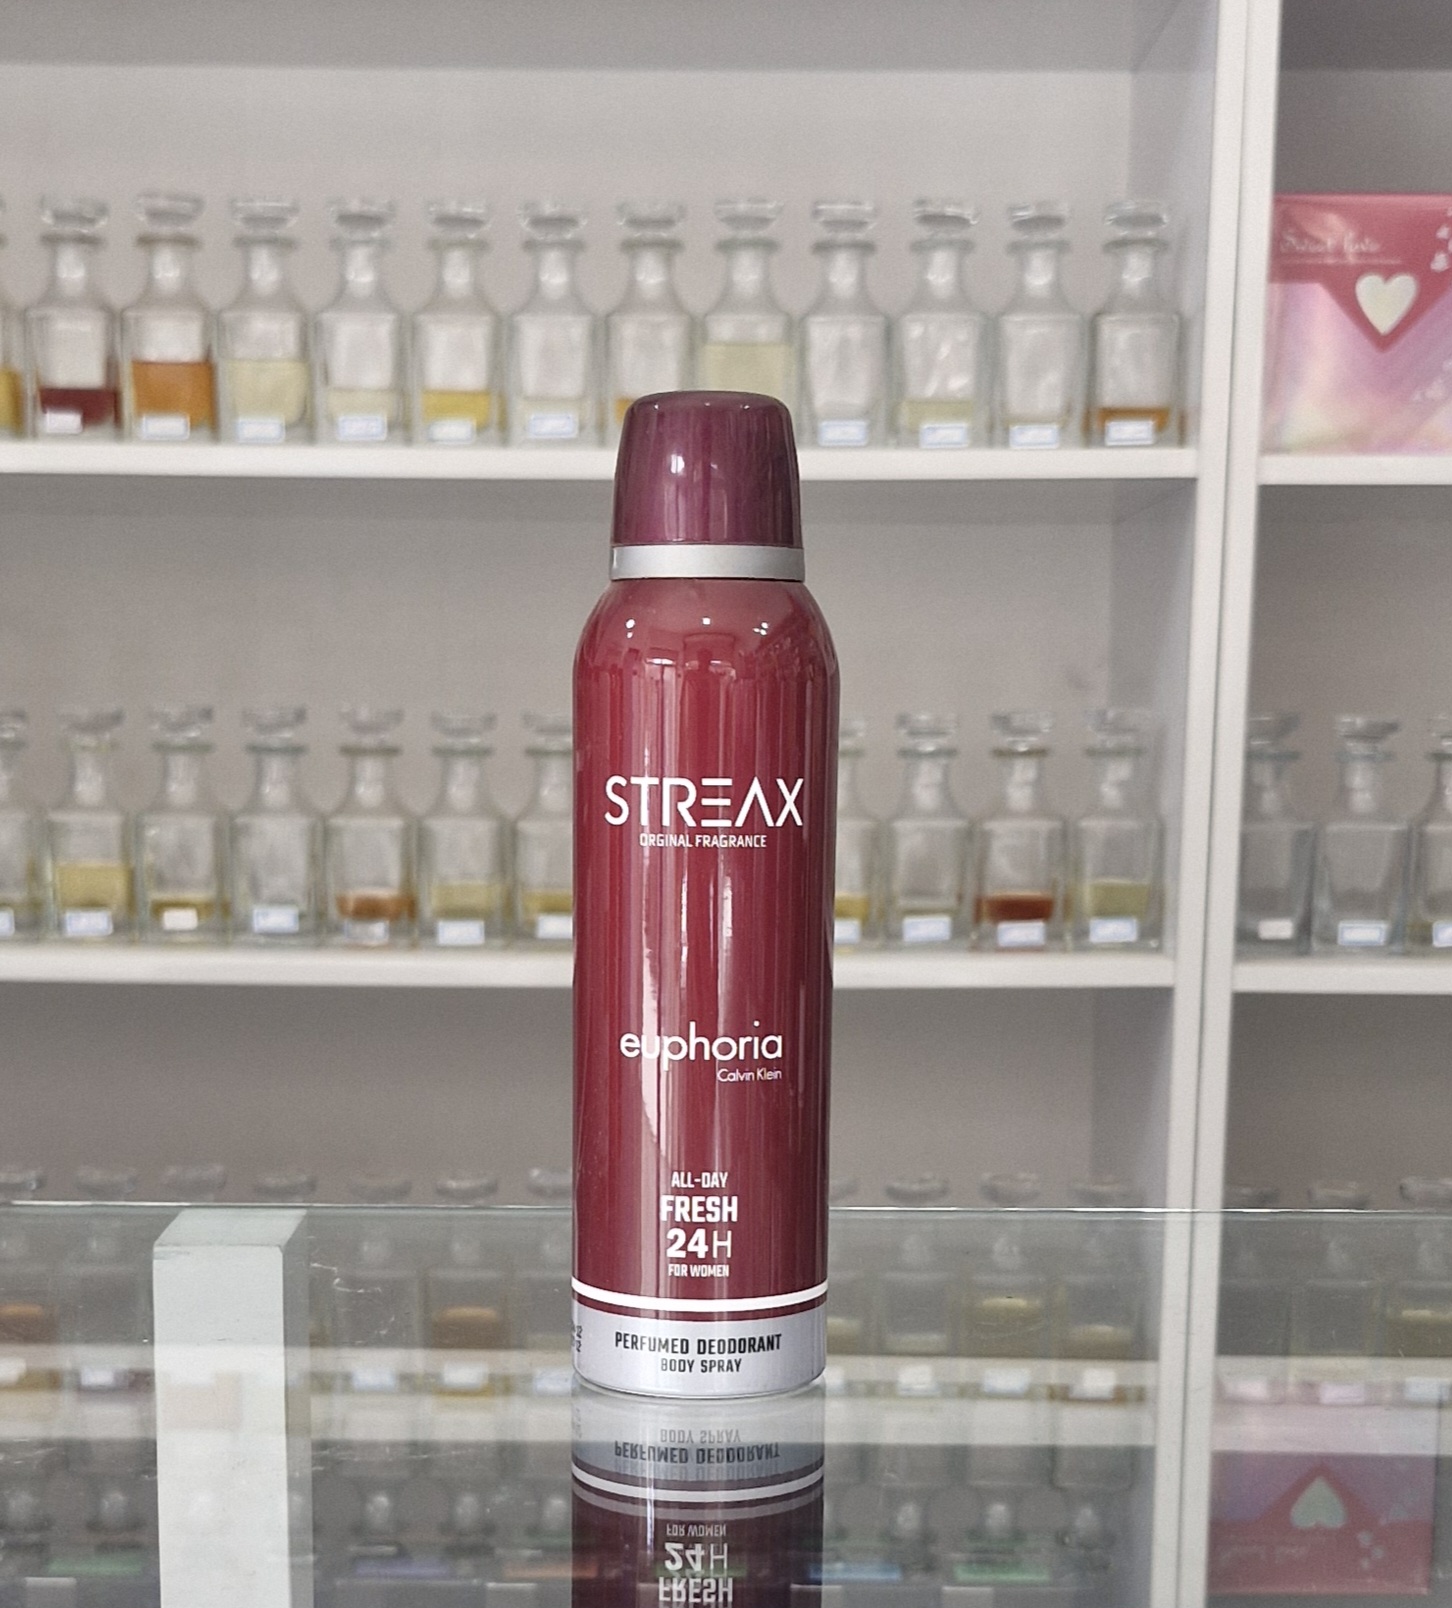 STREAX
ORGINAL FRAGRANCE
euphoria
Calvin Klein
ALL-DAY
FRESH
24H
FOR WOMEN
PERFUMED DEODORANT
BODY SPRAY